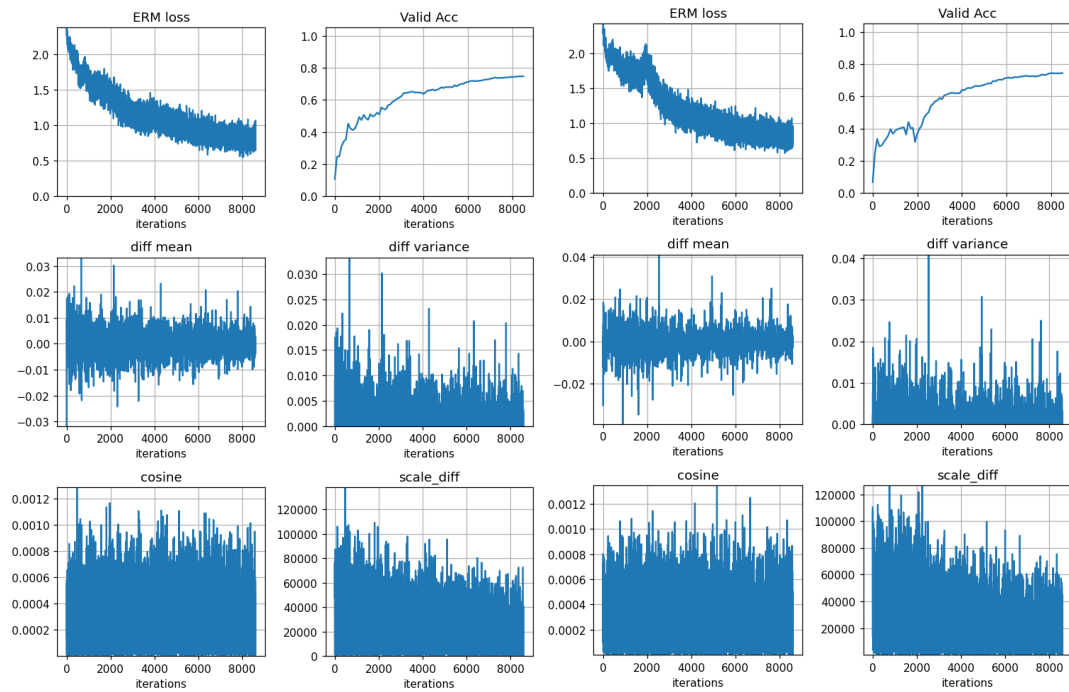 ERM loss
2.0
1.5
1.0
0.5
0.0
0 2000 4000 6000 8000
iterations
Valid Acc
1.0
0.8
0.6
0.4
0.2
0.0
0 2000 4000 6000 8000
iterations
ERM loss
2.0
1.5
1.0
0.5
0.0
0 2000 4000 6000 8000
iterations
Valid Acc
1.0
0.8
0.6
0.4
0.2
0.0
0 2000 4000 6000 8000
iterations
diff mean
0.03
0.02
0.01
0.00
−0.01
−0.02
−0.03
0 2000 4000 6000 8000
iterations
diff variance
0.030
0.025
0.020
0.015
0.010
0.005
0.000
0 2000 4000 6000 8000
iterations
diff mean
0.04
0.02
0.00
−0.02
0 2000 4000 6000 8000
iterations
diff variance
0.04
0.03
0.02
0.01
0.00
0 2000 4000 6000 8000
iterations
cosine
0.0012
0.0010
0.0008
0.0006
0.0004
0.0002
0 2000 4000 6000 8000
iterations
scale_diff
120000
100000
80000
60000
40000
20000
0
0 2000 4000 6000 8000
iterations
cosine
0.0012
0.0010
0.0008
0.0006
0.0004
0.0002
0 2000 4000 6000 8000
iterations
scale_diff
120000
100000
80000
60000
40000
20000
0 2000 4000 6000 8000
iterations